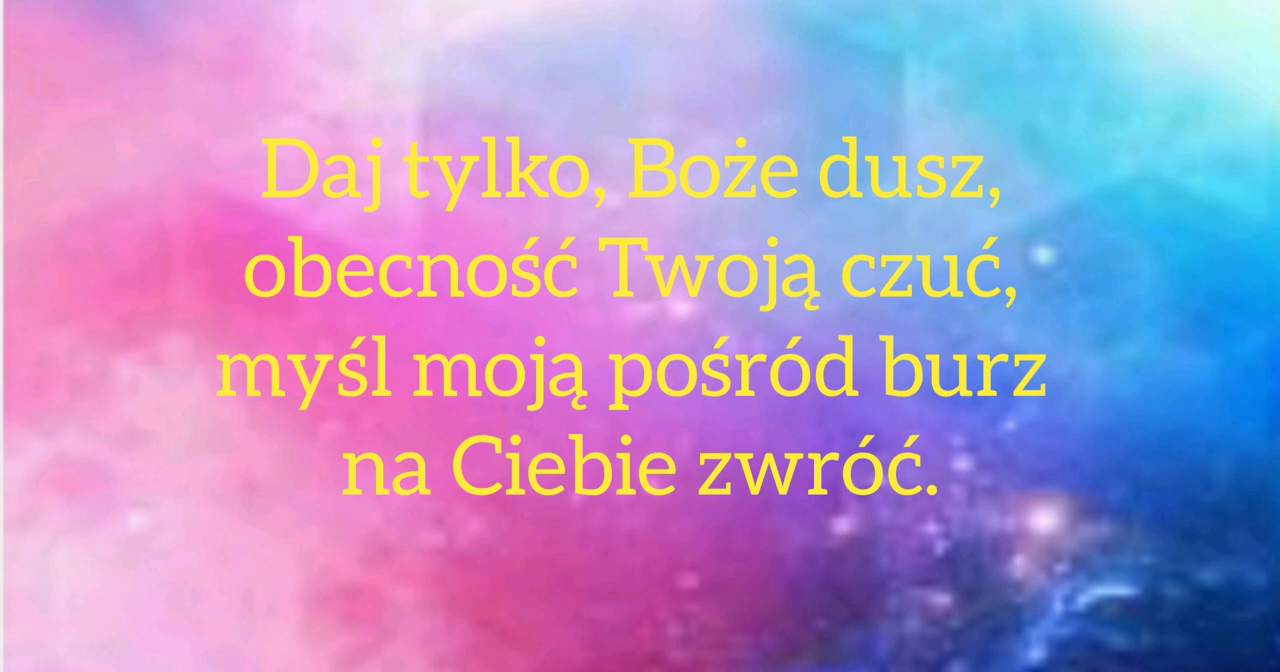 Daj tylko, Boże dusz,
obecność Twoją czuć,
myśl moją pośród burz
na Ciebie zwróć.